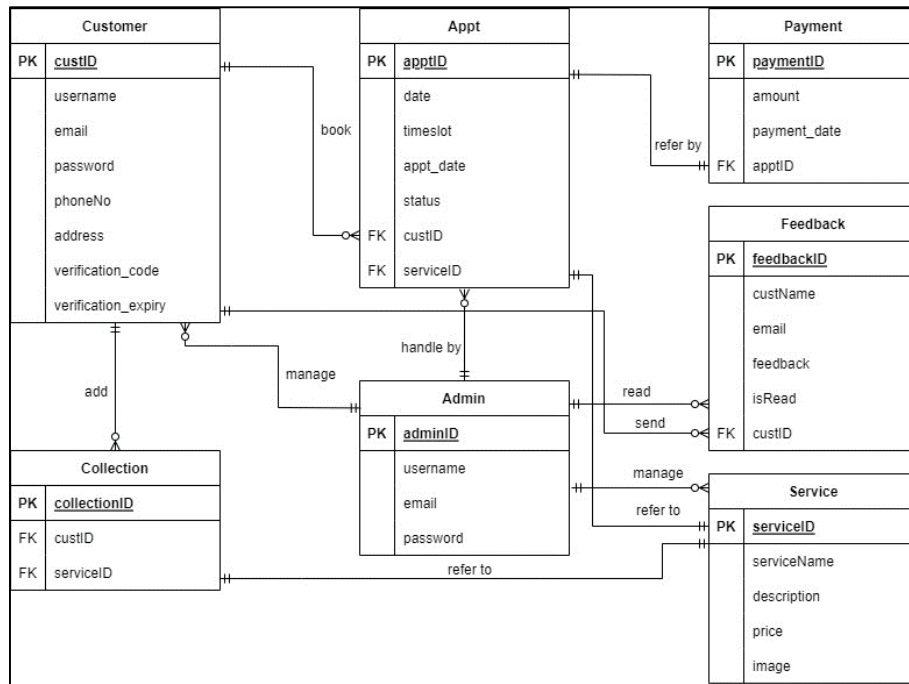 Customer
PK custID
username
email
password
phoneNo
address
verification_code
verification_expiry
Appt
PK apptID
date
timeslot
appt_date
status
FK custID
FK serviceID
Payment
PK paymentID
amount
payment_date
FK apptID
book
refer by
Feedback
PK feedbackID
custName
email
feedback
isRead
FK custID
handle by
manage
add
read
send
Admin
PK adminID
username
email
password
Collection
PK collectionID
FK custID
FK serviceID
manage
refer to
refer to
Service
PK serviceID
serviceName
description
price
image